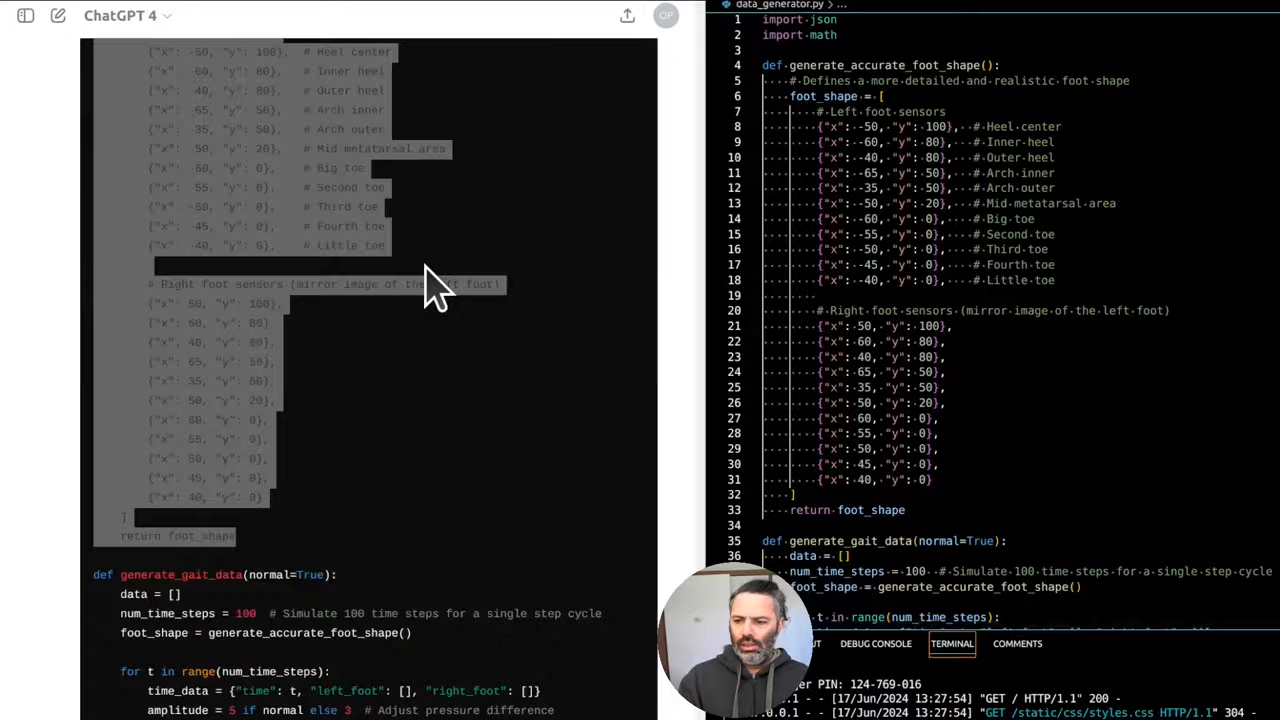 ChatGPT 4
OP
{"x": -50, "y": 100}, # Heel center
{"x": -60, "y": 80}, # Inner heel
{"x": -40, "y": 80}, # Outer heel
{"x": -65, "y": 50}, # Arch inner
{"x": -35, "y": 50}, # Arch outer
{"x": -50, "y": 20}, # Mid metatarsal area
{"x": -60, "y": 0}, # Big toe
{"x": -55, "y": 0}, # Second toe
{"x": -50, "y": 0}, # Third toe
{"x": -45, "y": 0}, # Fourth toe
{"x": -40, "y": 0}, # Little toe
# Right foot sensors (mirror image of the left foot)
{"x": 50, "y": 100},
{"x": 60, "y": 80},
{"x": 40, "y": 80},
{"x": 65, "y": 50},
{"x": 35, "y": 50},
{"x": 50, "y": 20},
{"x": 60, "y": 0},
{"x": 55, "y": 0},
{"x": 50, "y": 0},
{"x": 45, "y": 0},
{"x": 40, "y": 0}
]
return foot_shape
def generate_gait_data(normal=True):
data = []
num_time_steps = 100 # Simulate 100 time steps for a single step cycle
foot_shape = generate_accurate_foot_shape()
for t in range(num_time_steps):
time_data = {"time": t, "left_foot": [], "right_foot": []}
amplitude = 5 if normal else 3 # Adjust pressure difference
data_generator.py > ...
1 import json
2 import math
3
4 def generate_accurate_foot_shape():
5 # Defines a more detailed and realistic foot shape
6 foot_shape = [
7 # Left foot sensors
8 {"x": -50, "y": 100}, # Heel center
9 {"x": -60, "y": 80}, # Inner heel
10 {"x": -40, "y": 80}, # Outer heel
11 {"x": -65, "y": 50}, # Arch inner
12 {"x": -35, "y": 50}, # Arch outer
13 {"x": -50, "y": 20}, # Mid metatarsal area
14 {"x": -60, "y": 0}, # Big toe
15 {"x": -55, "y": 0}, # Second toe
16 {"x": -50, "y": 0}, # Third toe
17 {"x": -45, "y": 0}, # Fourth toe
18 {"x": -40, "y": 0}, # Little toe
19
20 # Right foot sensors (mirror image of the left foot)
21 {"x": 50, "y": 100},
22 {"x": 60, "y": 80},
23 {"x": 40, "y": 80},
24 {"x": 65, "y": 50},
25 {"x": 35, "y": 50},
26 {"x": 50, "y": 20},
27 {"x": 60, "y": 0},
28 {"x": 55, "y": 0},
29 {"x": 50, "y": 0},
30 {"x": 45, "y": 0},
31 {"x": 40, "y": 0}
32 ]
33 return foot_shape
34
35 def generate_gait_data(normal=True):
36 data = []
num_time_steps = 100 # Simulate 100 time steps for a single step cycle
foot_shape = generate_accurate_foot_shape()
t in range(num_time_steps):
DEBUG CONSOLE TERMINAL COMMENTS
PIN: 124-769-016
- - [17/Jun/2024 13:27:54] "GET / HTTP/1.1" 200 -
.0.0.1 - - [17/Jun/2024 13:27:54] "GET /static/css/styles.css HTTP/1.1" 304 -